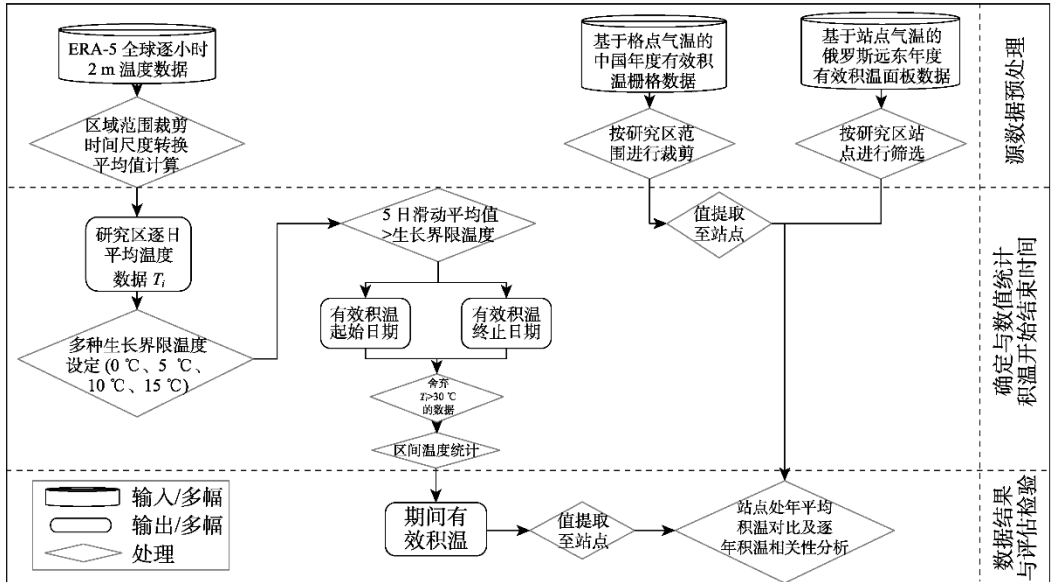 ERA-5 全球逐小时
2 m 温度数据
基于格点气温的
中国年度有效积
温栅格数据
基于站点气温的
俄罗斯远东年度
有效积温面板数据
区域范围裁剪
时间尺度转换
平均值计算
按研究区范
围进行裁剪
按研究区站
点进行筛选
源数据预处理
研究区逐日
平均温度
数据 Ti
5 日滑动平均值
>生长界限温度
值提取
至站点
有效积温
起始日期
有效积温
终止日期
多种生长界限温度
设定 (0 ℃、5 ℃、
10 ℃、15 ℃)
舍弃
Ti>30 ℃
的数据
区间温度统计
积温开始结束时间
确定与数值统计
输入/多幅
输出/多幅
处理
期间有
效积温
值提取
至站点
站点处年平均
积温对比及逐
年积温相关性分析
数据结果
与评估检验